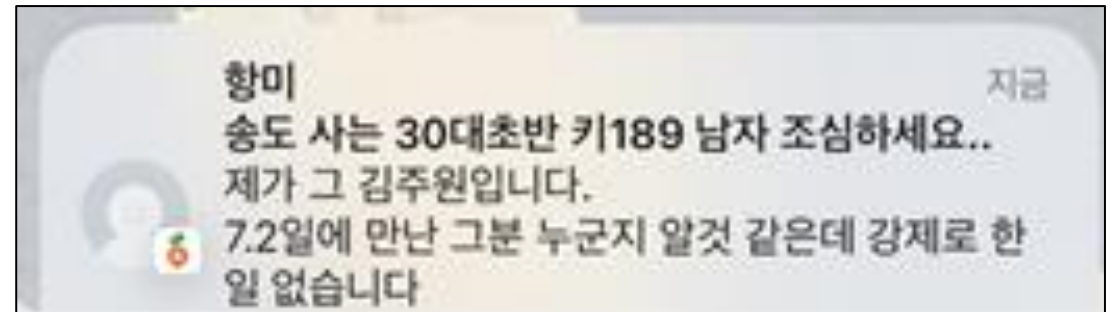 항미
지금
송도 사는 30대초반 키189 남자 조심하세요..
제가 그 김주원입니다.
7.2일에 만난 그분 누군지 알것 같은데 강제로 한
일 없습니다